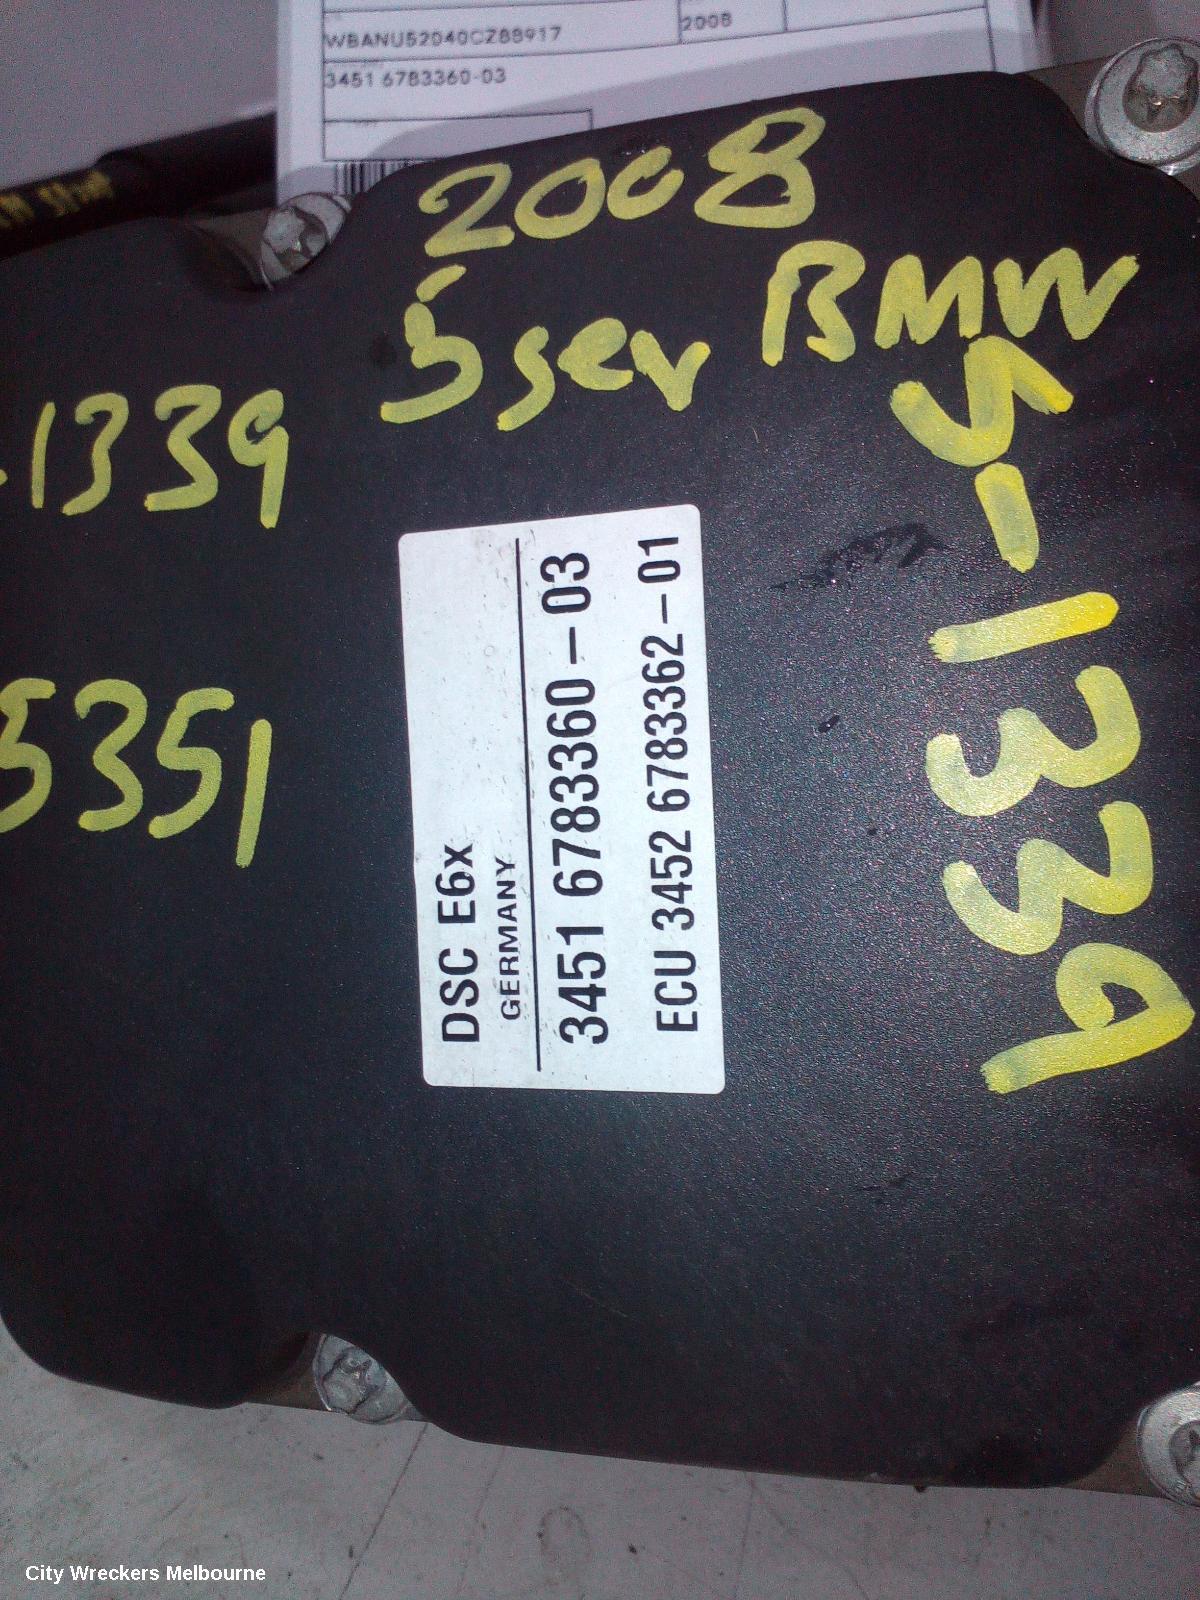 WBANU52040CZ88917
2008
3451 6783360-03
2008
5 ser BMW
1339
S-1339
5351
DSC E6x
GERMANY
3451 6783360-03
ECU 3452 6783362-01
City Wreckers Melbourne